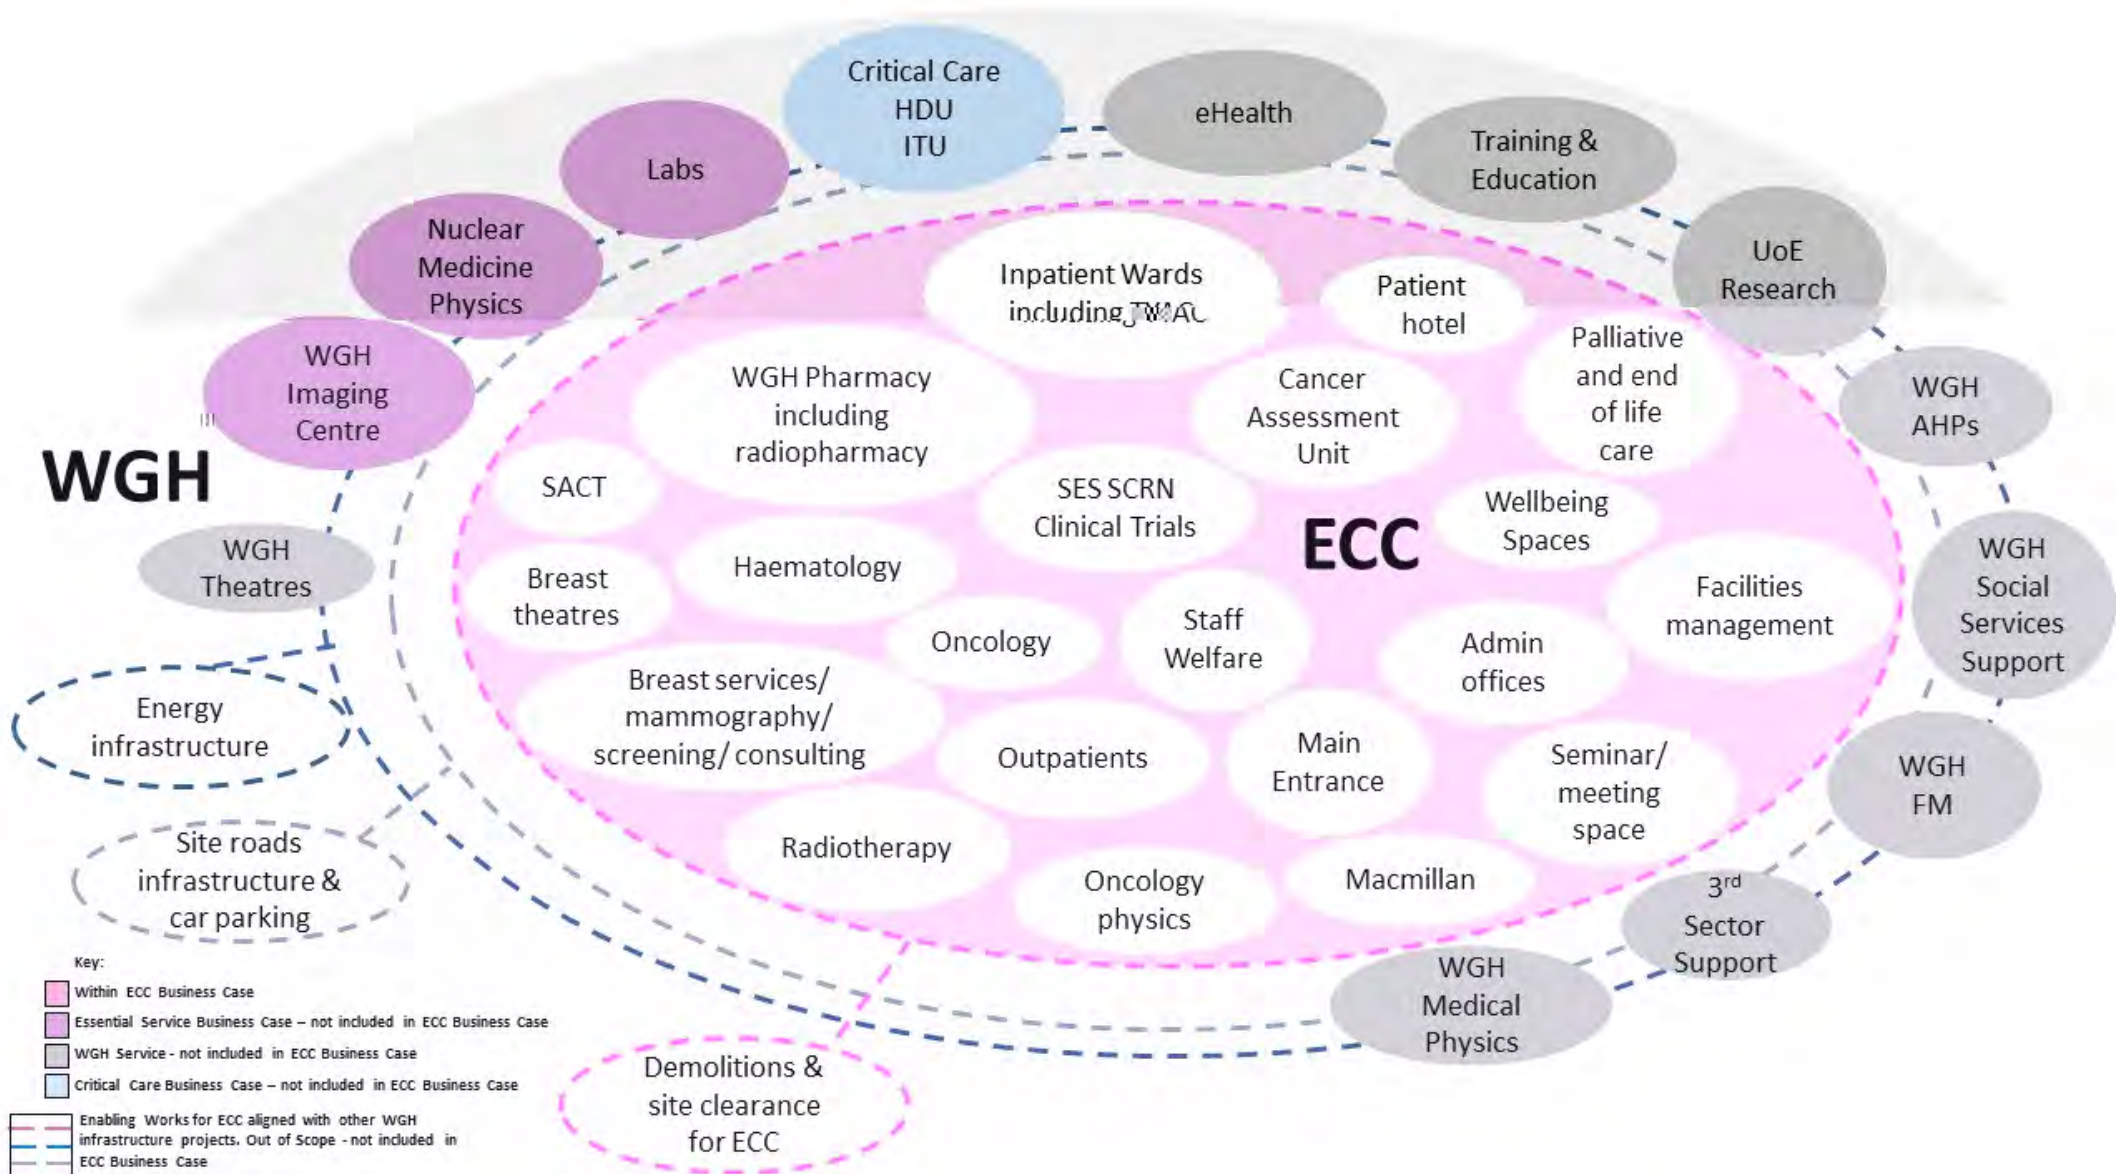 Critical Care
HDU
ITU
eHealth
Training &
Education
Labs
UoE
Research
Nuclear
Medicine
Physics
WGH
Imaging
Centre
WGH
AHPs
WGH
WGH
Theatres
WGH
Social
Services
Support
WGH
FM
3rd
Sector
Support
WGH
Medical
Physics
Inpatient Wards
including
Patient
hotel
Palliative
and end
of life
care
WGH Pharmacy
including
radiopharmacy
Cancer
Assessment
Unit
SACT
SES SCRN
Clinical Trials
Wellbeing
Spaces
ECC
Haematology
Breast
theatres
Facilities
management
Oncology
Staff
Welfare
Admin
offices
Breast services/
mammography/
screening/ consulting
Outpatients
Main
Entrance
Seminar/
meeting
space
Radiotherapy
Oncology
physics
Macmillan
Energy
infrastructure
Site roads
infrastructure &
car parking
Demolitions &
site clearance
for ECC
Key:
Within ECC Business Case
Essential Service Business Case – not included in ECC Business Case
WGH Service - not included in ECC Business Case
Critical Care Business Case – not included in ECC Business Case
Enabling Works for ECC aligned with other WGH
infrastructure projects. Out of Scope - not included in
ECC Business Case